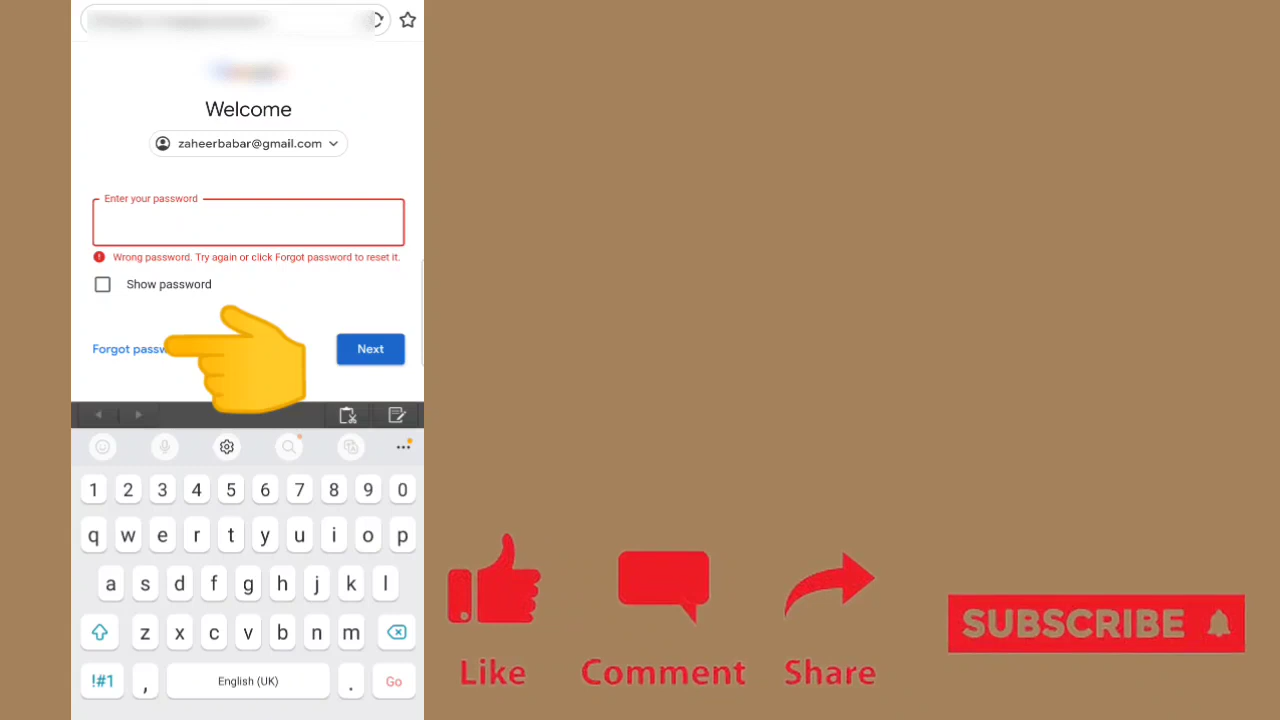 Welcome
zaheerbabar@gmail.com
Enter your password
Wrong password. Try again or click Forgot password to reset it.
Show password
Forgot passw
Next
1 2 3 4 5 6 7 8 9 0
q w e r t y u i o p
a s d f g h j k l
z x c v b n m
!#1 , English (UK) . Go
Like Comment Share
SUBSCRIBE